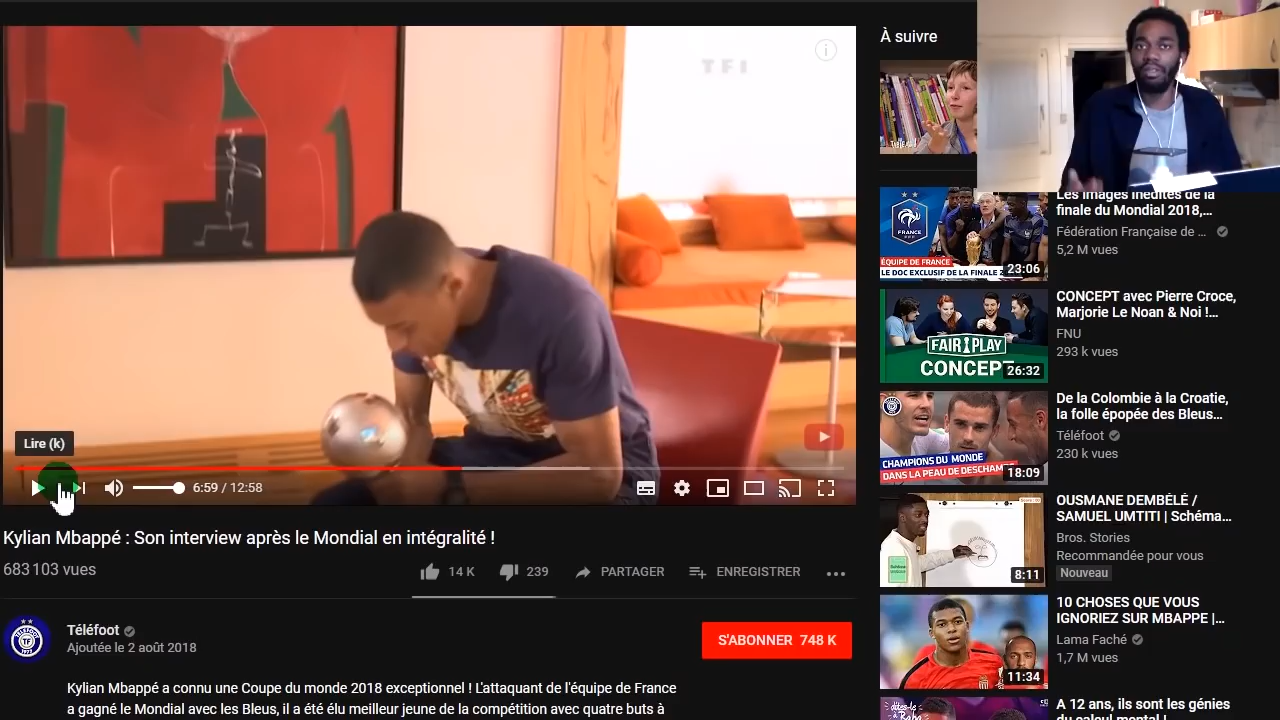 TF1
Lire (k)
6:59 / 12:58
Kylian Mbappé : Son interview après le Mondial en intégralité !
683 103 vues
14 K
239
PARTAGER
ENREGISTRER
Téléfoot
Ajoutée le 2 août 2018
S'ABONNER 748 K
Kylian Mbappé a connu une Coupe du monde 2018 exceptionnel ! L'attaquant de l'équipe de France
a gagné le Mondial avec les Bleus, il a été élu meilleur jeune de la compétition avec quatre buts à
À suivre
FRANCE
ÉQUIPE DE FRANCE
LE DOC EXCLUSIF DE LA FINALE 2
23:06
Les images inédites de la
finale du Mondial 2018,...
Fédération Française de ...
5,2 M vues
FAIR PLAY
CONCEPT
26:32
CONCEPT avec Pierre Croce,
Marjorie Le Noan & Noi !...
FNU
293 k vues
CHAMPIONS DU MONDE
DANS LA PEAU DE DESCHAM
18:09
De la Colombie à la Croatie,
la folle épopée des Bleus...
Téléfoot
230 k vues
8:11
OUSMANE DEMBÉLÉ /
SAMUEL UMTITI | Schéma...
Bros. Stories
Recommandée pour vous
Nouveau
11:34
10 CHOSES QUE VOUS
IGNORIEZ SUR MBAPPE |...
Lama Faché
1,7 M vues
A 12 ans, ils sont les génies
du calcul mental !